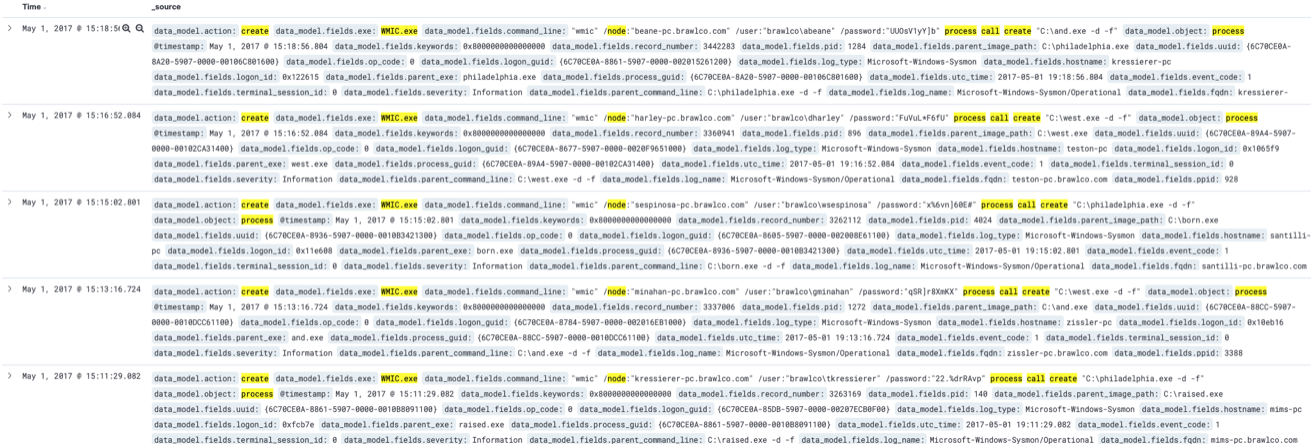 Time _source
May 1, 2017 @ 15:18:56 data_model.action: create data_model.fields.exe: WMIC.exe data_model.fields.command_line: "wmic" /node:"beane-pc.brawlco.com" /user:"brawlco\abeane" /password:"UUOsV1yY]b" process call create "C:\and.exe -d -f" data_model.object: process
@timestamp: May 1, 2017 @ 15:18:56.804 data_model.fields.keywords: 0x8000000000000000 data_model.fields.record_number: 3442283 data_model.fields.pid: 1284 data_model.fields.parent_image_path: C:\philadelphia.exe data_model.fields.uuid: {6C70CE0A-
8A20-5907-0000-00106C801600} data_model.fields.op_code: 0 data_model.fields.logon_guid: {6C70CE0A-8861-5907-0000-002015261200} data_model.fields.log_type: Microsoft-Windows-Sysmon data_model.fields.hostname: kressierer-pc
data_model.fields.logon_id: 0x122615 data_model.fields.parent_exe: philadelphia.exe data_model.fields.process_guid: {6C70CE0A-8A20-5907-0000-00106C801600} data_model.fields.utc_time: 2017-05-01 19:18:56.804 data_model.fields.event_code: 1
data_model.fields.terminal_session_id: 0 data_model.fields.severity: Information data_model.fields.parent_command_line: C:\philadelphia.exe -d -f data_model.fields.log_name: Microsoft-Windows-Sysmon/Operational data_model.fields.fqdn: kressierer-
May 1, 2017 @ 15:16:52.084 data_model.action: create data_model.fields.exe: WMIC.exe data_model.fields.command_line: "wmic" /node:"harley-pc.brawlco.com" /user:"brawlco\dharley" /password:"FuVuL*F6fU" process call create "C:\west.exe -d -f" data_model.object: process
@timestamp: May 1, 2017 @ 15:16:52.084 data_model.fields.keywords: 0x8000000000000000 data_model.fields.record_number: 3360941 data_model.fields.pid: 896 data_model.fields.parent_image_path: C:\west.exe data_model.fields.uuid: {6C70CE0A-89A4-5907-
0000-00102CA31400} data_model.fields.op_code: 0 data_model.fields.logon_guid: {6C70CE0A-8677-5907-0000-0020F9651000} data_model.fields.log_type: Microsoft-Windows-Sysmon data_model.fields.hostname: teston-pc data_model.fields.logon_id: 0x1065f9
data_model.fields.parent_exe: west.exe data_model.fields.process_guid: {6C70CE0A-89A4-5907-0000-00102CA31400} data_model.fields.utc_time: 2017-05-01 19:16:52.084 data_model.fields.event_code: 1 data_model.fields.terminal_session_id: 0
data_model.fields.severity: Information data_model.fields.parent_command_line: C:\west.exe -d -f data_model.fields.log_name: Microsoft-Windows-Sysmon/Operational data_model.fields.fqdn: teston-pc.brawlco.com data_model.fields.ppid: 928
May 1, 2017 @ 15:15:02.801 data_model.action: create data_model.fields.exe: WMIC.exe data_model.fields.command_line: "wmic" /node:"sespinosa-pc.brawlco.com" /user:"brawlco\wsespinosa" /password:"x%6vn]60E#" process call create "C:\philadelphia.exe -d -f"
data_model.object: process @timestamp: May 1, 2017 @ 15:15:02.801 data_model.fields.keywords: 0x8000000000000000 data_model.fields.record_number: 3262112 data_model.fields.pid: 4024 data_model.fields.parent_image_path: C:\born.exe
data_model.fields.uuid: {6C70CE0A-8936-5907-0000-0010B3421300} data_model.fields.op_code: 0 data_model.fields.logon_guid: {6C70CE0A-8605-5907-0000-002008E61100} data_model.fields.log_type: Microsoft-Windows-Sysmon data_model.fields.hostname: santilli-
pc data_model.fields.logon_id: 0x11e608 data_model.fields.parent_exe: born.exe data_model.fields.process_guid: {6C70CE0A-8936-5907-0000-0010B3421300} data_model.fields.utc_time: 2017-05-01 19:15:02.801 data_model.fields.event_code: 1
data_model.fields.terminal_session_id: 0 data_model.fields.severity: Information data_model.fields.parent_command_line: C:\born.exe -d -f data_model.fields.log_name: Microsoft-Windows-Sysmon/Operational data_model.fields.fqdn: santilli-pc.brawlco.com
May 1, 2017 @ 15:13:16.724 data_model.action: create data_model.fields.exe: WMIC.exe data_model.fields.command_line: "wmic" /node:"minahan-pc.brawlco.com" /user:"brawlco\gminahan" /password:"qSR]r8XmKX" process call create "C:\west.exe -d -f" data_model.object: process
@timestamp: May 1, 2017 @ 15:13:16.724 data_model.fields.keywords: 0x8000000000000000 data_model.fields.record_number: 3337006 data_model.fields.pid: 1272 data_model.fields.parent_image_path: C:\and.exe data_model.fields.uuid: {6C70CE0A-88CC-5907-
0000-0010DCC61100} data_model.fields.op_code: 0 data_model.fields.logon_guid: {6C70CE0A-8784-5907-0000-002016EB1000} data_model.fields.log_type: Microsoft-Windows-Sysmon data_model.fields.hostname: zissler-pc data_model.fields.logon_id: 0x10eb16
data_model.fields.parent_exe: and.exe data_model.fields.process_guid: {6C70CE0A-88CC-5907-0000-0010DCC61100} data_model.fields.utc_time: 2017-05-01 19:13:16.724 data_model.fields.event_code: 1 data_model.fields.terminal_session_id: 0
data_model.fields.severity: Information data_model.fields.parent_command_line: C:\and.exe -d -f data_model.fields.log_name: Microsoft-Windows-Sysmon/Operational data_model.fields.fqdn: zissler-pc.brawlco.com data_model.fields.ppid: 3388
May 1, 2017 @ 15:11:29.082 data_model.action: create data_model.fields.exe: WMIC.exe data_model.fields.command_line: "wmic" /node:"kressierer-pc.brawlco.com" /user:"brawlco\tkressierer" /password:"22.%drRAvp" process call create "C:\philadelphia.exe -d -f"
data_model.object: process @timestamp: May 1, 2017 @ 15:11:29.082 data_model.fields.keywords: 0x8000000000000000 data_model.fields.record_number: 3263169 data_model.fields.pid: 140 data_model.fields.parent_image_path: C:\raised.exe
data_model.fields.uuid: {6C70CE0A-8861-5907-0000-0010B8091100} data_model.fields.op_code: 0 data_model.fields.logon_guid: {6C70CE0A-85DB-5907-0000-00207ECB0F00} data_model.fields.log_type: Microsoft-Windows-Sysmon data_model.fields.hostname: mims-pc
data_model.fields.logon_id: 0xfcb7e data_model.fields.parent_exe: raised.exe data_model.fields.process_guid: {6C70CE0A-8861-5907-0000-0010B8091100} data_model.fields.utc_time: 2017-05-01 19:11:29.082 data_model.fields.event_code: 1
data_model.fields.terminal_session_id: 0 data_model.fields.severity: Information data_model.fields.parent_command_line: C:\raised.exe -d -f data_model.fields.log_name: Microsoft-Windows-Sysmon/Operational data_model.fields.fqdn: mims-pc.brawlco.com